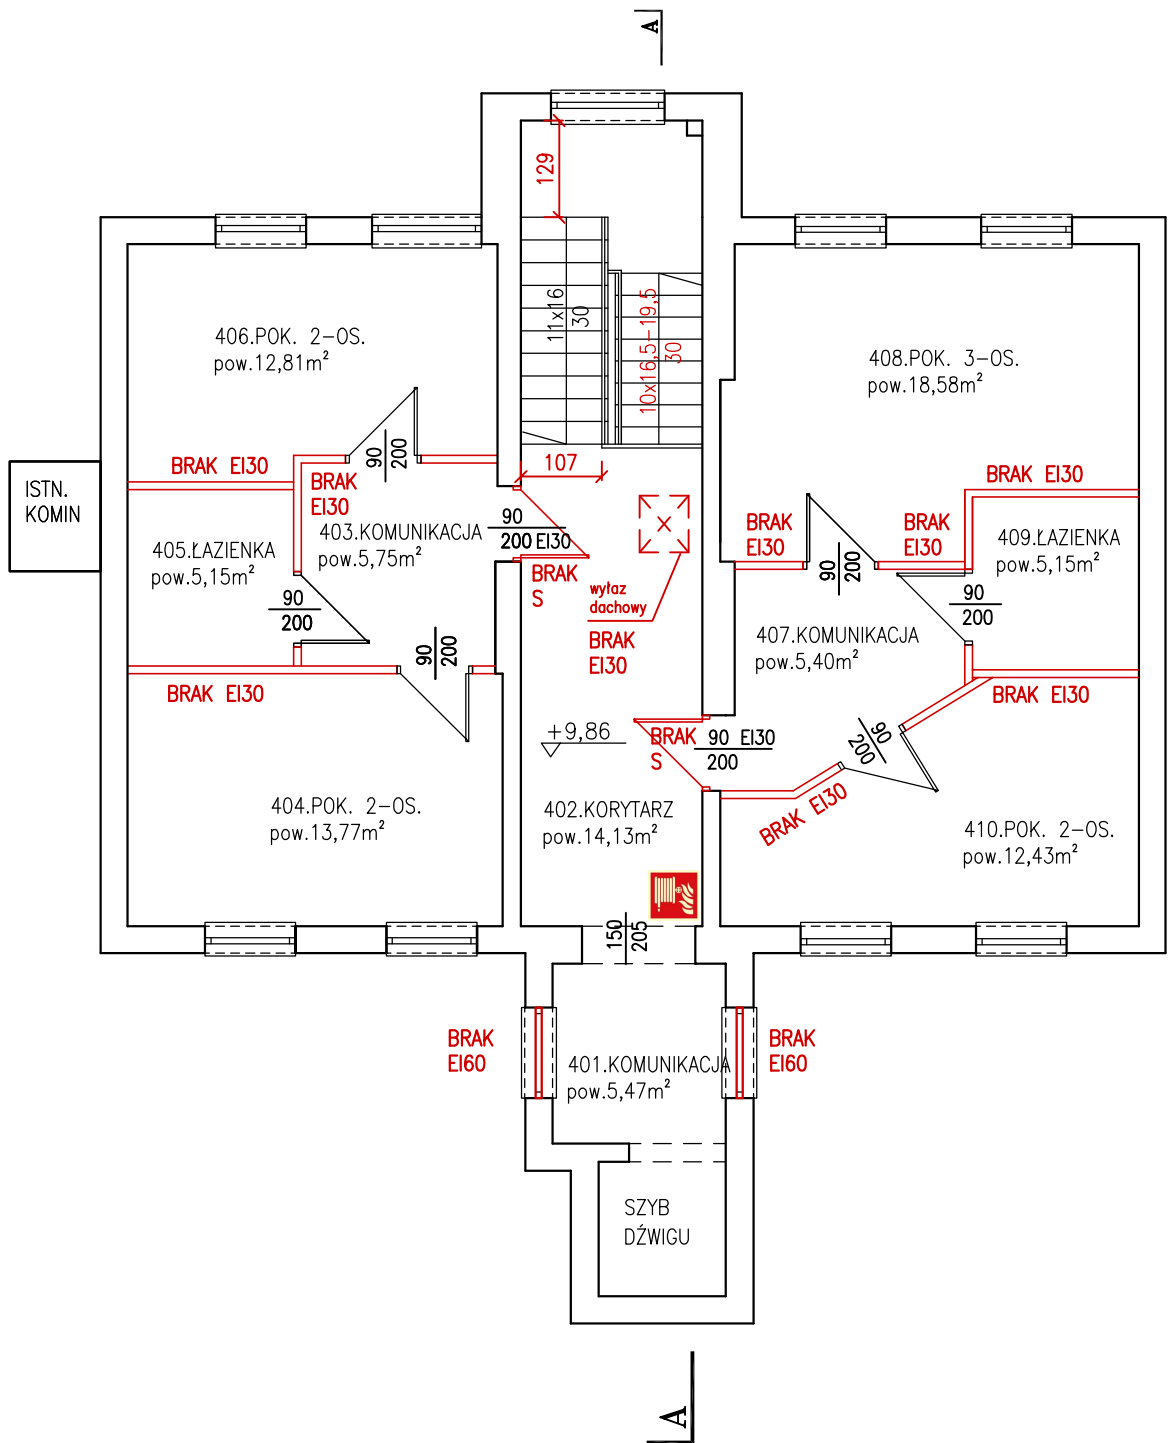 A
129
11x16
30
10x16,5-19,5
30
406.POK. 2-OS.
pow.12,81m²
408.POK. 3-OS.
pow.18,58m²
90
200
107
BRAK EI30
BRAK
EI30
BRAK EI30
ISTN.
KOMIN
403.KOMUNIKACJA
pow.5,75m²
90
200 EI30
BRAK
EI30
BRAK
EI30
409.ŁAZIENKA
pow.5,15m²
405.ŁAZIENKA
pow.5,15m²
BRAK
S
90
200
90
200
wyłaz
dachowy
90
200
90
200
BRAK
EI30
407.KOMUNIKACJA
pow.5,40m²
BRAK EI30
BRAK EI30
+9,86
BRAK
S
90 EI30
200
90
200
404.POK. 2-OS.
pow.13,77m²
402.KORYTARZ
pow.14,13m²
BRAK EI30
410.POK. 2-OS.
pow.12,43m²
150
205
BRAK
EI60
401.KOMUNIKACJA
pow.5,47m²
BRAK
EI60
SZYB
DŹWIGU
A